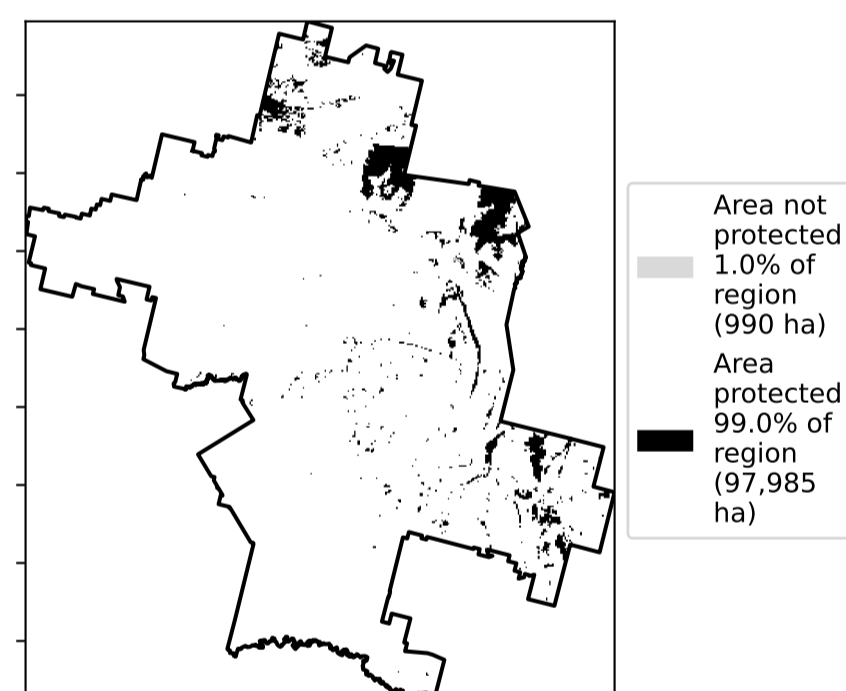 Area not
protected
1.0% of
region
(990 ha)
Area
protected
99.0% of
region
(97,985
ha)